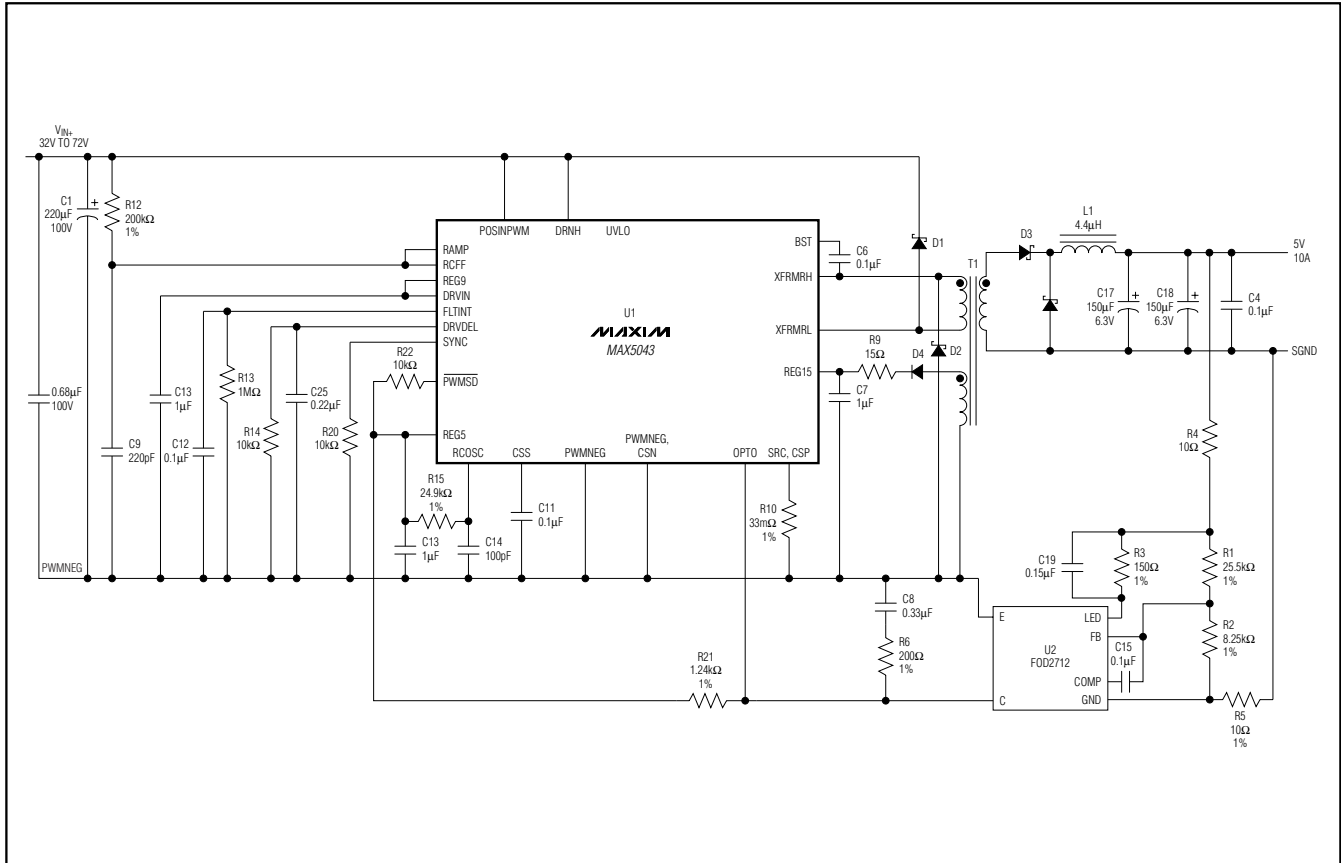 VIN+
32V TO 72V
C1
220μF
100V
+
R12
200kΩ
1%
0.68μF
100V
C9
220pF
C13
1μF
C12
0.1μF
R13
1MΩ
R14
10kΩ
C25
0.22μF
R20
10kΩ
R22
10kΩ
PWMNEG
POSINPWM
DRNH
UVLO
RAMP
RCFF
REG9
DRVIN
FLTINT
DRVDEL
SYNC
PWMSD
REG5
RCOSC
CSS
PWMNEG
PWMNEG,
CSN
OPTO
SRC, CSP
BST
XFRMRH
XFRMRL
REG15
U1
MAXIM
MAX5043
R15
24.9kΩ
1%
C13
1μF
C14
100pF
C11
0.1μF
R10
33mΩ
1%
C6
0.1μF
D1
D2
R9
15Ω
D4
C7
1μF
T1
D3
L1
4.4μH
C17
150μF
6.3V
+
C18
150μF
6.3V
+
C4
0.1μF
5V
10A
SGND
R4
10Ω
C19
0.15μF
R3
150Ω
1%
R1
25.5kΩ
1%
R2
8.25kΩ
1%
R5
10Ω
1%
C15
0.1μF
E
C
LED
FB
COMP
GND
U2
FOD2712
C8
0.33μF
R6
200Ω
1%
R21
1.24kΩ
1%